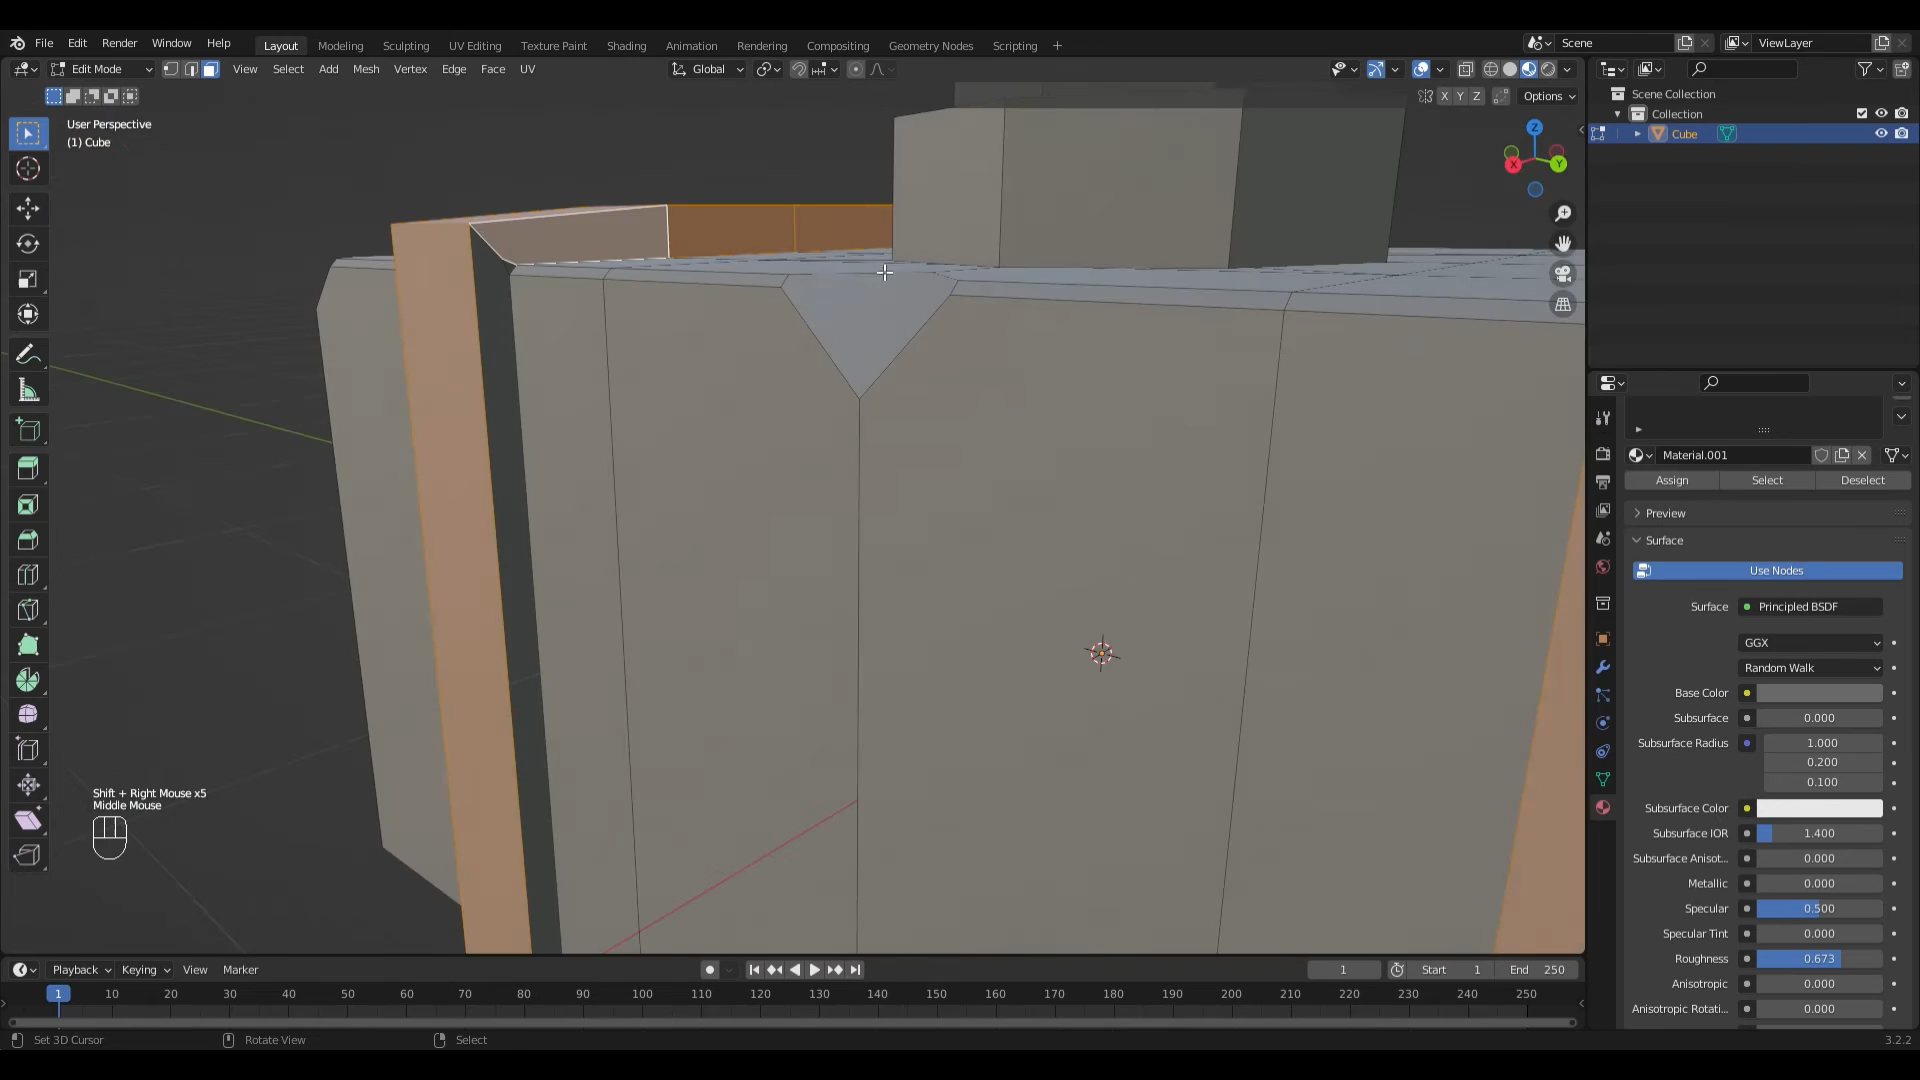 File Edit Render Window Help Layout Modeling Sculpting UV Editing Texture Paint Shading Animation Rendering Compositing Geometry Nodes Scripting + Scene ViewLayer
Edit Mode View Select Add Mesh Vertex Edge Face UV Global
X Y Z Options
User Perspective
(1) Cube
Z
X Y
Scene Collection
Collection
Cube
Material.001
Assign Select Deselect
Preview
Surface
Use Nodes
Surface Principled BSDF
GGX
Random Walk
Base Color
Subsurface 0.000
Subsurface Radius 1.000
0.200
0.100
Subsurface Color
Subsurface IOR 1.400
Subsurface Anisot... 0.000
Metallic 0.000
Specular 0.500
Specular Tint 0.000
Roughness 0.673
Anisotropic 0.000
Anisotropic Rotati... 0.000
Shift + Right Mouse x5
Middle Mouse
Playback Keying View Marker 1 Start 1 End 250
1 10 20 30 40 50 60 70 80 90 100 110 120 130 140 150 160 170 180 190 200 210 220 230 240 250
Set 3D Cursor Rotate View Select 3.2.2